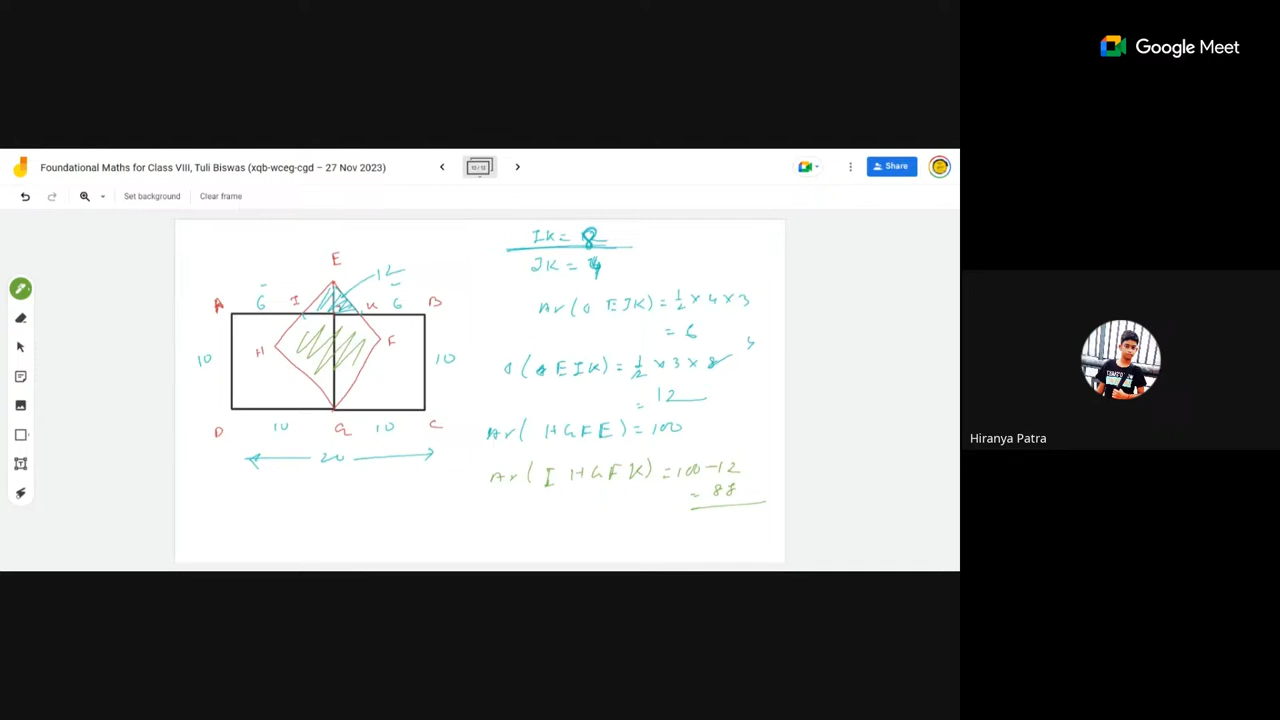 Google Meet
Foundational Maths for Class VIII, Tuli Biswas (xqb-wceg-cgd – 27 Nov 2023)
Share
Set background
Clear frame
IK = 8
JK = 4
E
12
A 6 I K 6 B
Ar(Δ EJK) = 1/2 × 4 × 3
= 6
10 H F 10
Δ(Δ EIK) = 1/2 × 3 × 8
= 12
D 10 G 10 C
20
Ar( HGFE) = 100
Ar( I HGFK) = 100-12
= 88
Hiranya Patra